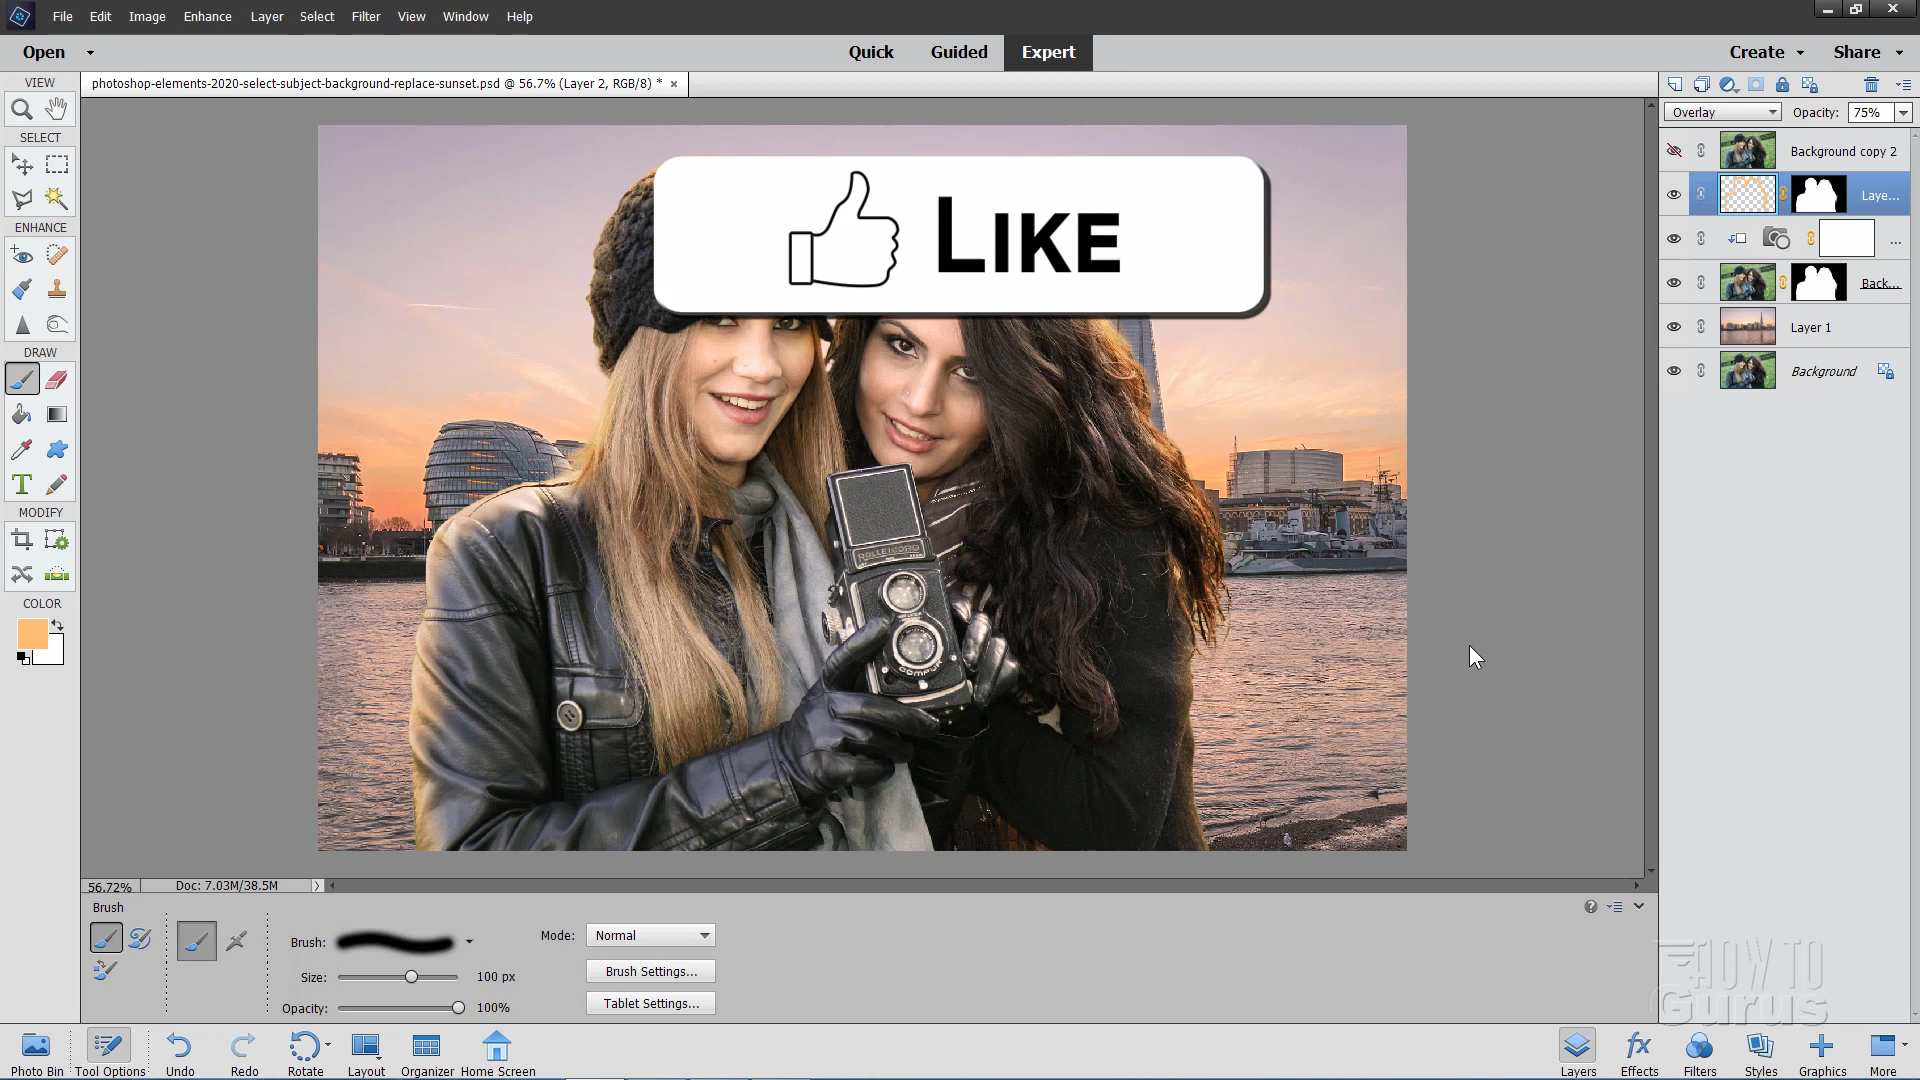 File Edit Image Enhance Layer Select Filter View Window Help
Open Quick Guided Expert Create Share
photoshop-elements-2020-select-subject-background-replace-sunset.psd @ 56.7% (Layer 2, RGB/8) *
VIEW
SELECT
ENHANCE
DRAW
MODIFY
COLOR
Overlay Opacity: 75%
Background copy 2
Laye...
...
Back...
Layer 1
Background
LIKE
ROLLEICORD
COMPUR
56.72% Doc: 7.03M/38.5M
Brush
Brush: Mode: Normal
Size: 100 px Brush Settings...
Opacity: 100% Tablet Settings...
HOW TO
Gurus
Photo Bin Tool Options Undo Redo Rotate Layout Organizer Home Screen Layers Effects Filters Styles Graphics More